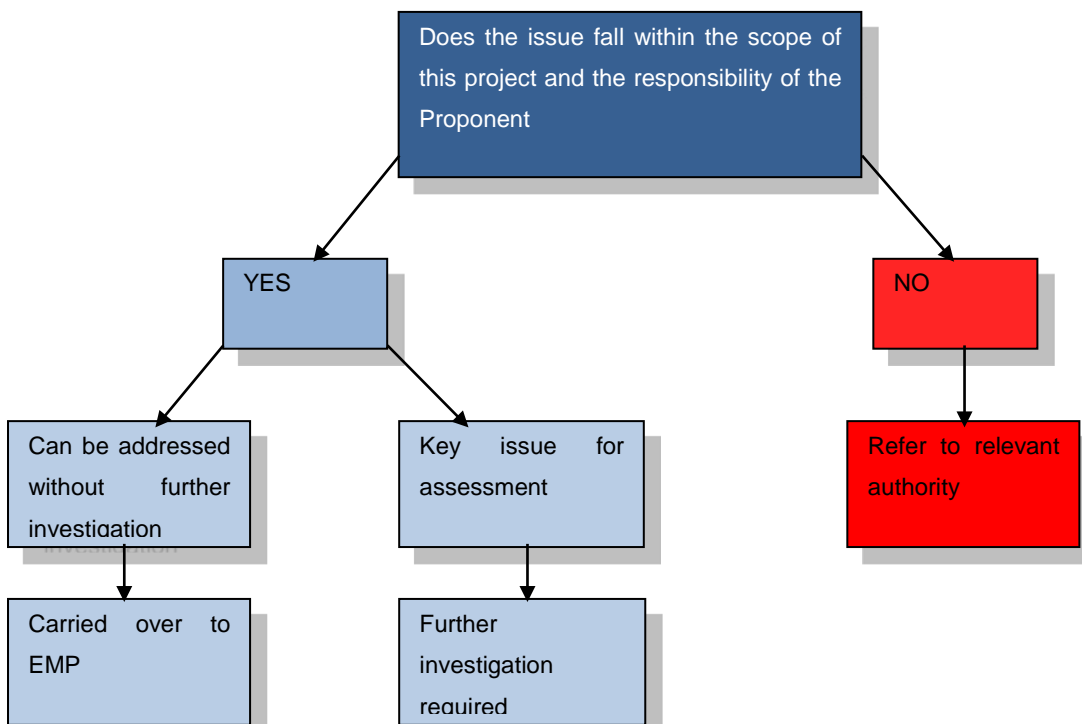 Does the issue fall within the scope of
this project and the responsibility of the
Proponent
YES
NO
Can be addressed
without further
investigation
Key issue for
assessment
Refer to relevant
authority
Carried over to
EMP
Further
investigation
required